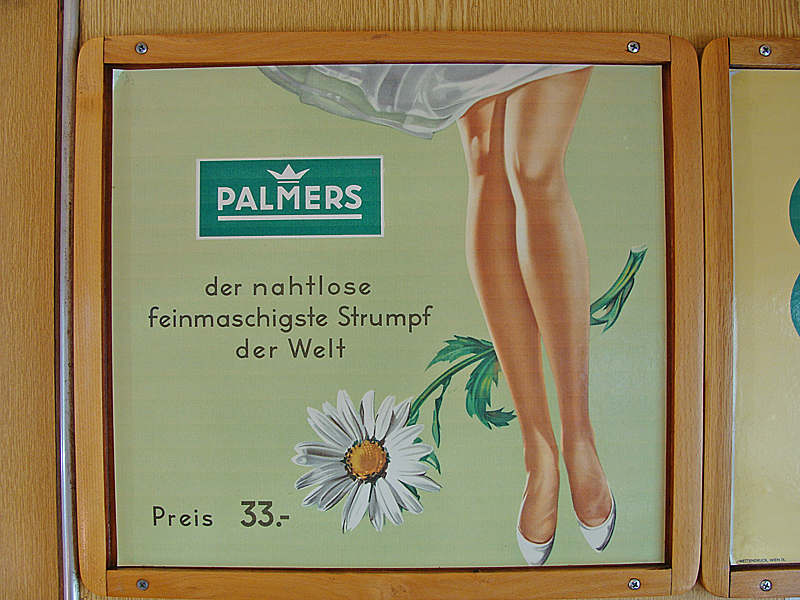 PALMERS
der nahtlose
feinmaschigste Strumpf
der Welt
Preis 33.-